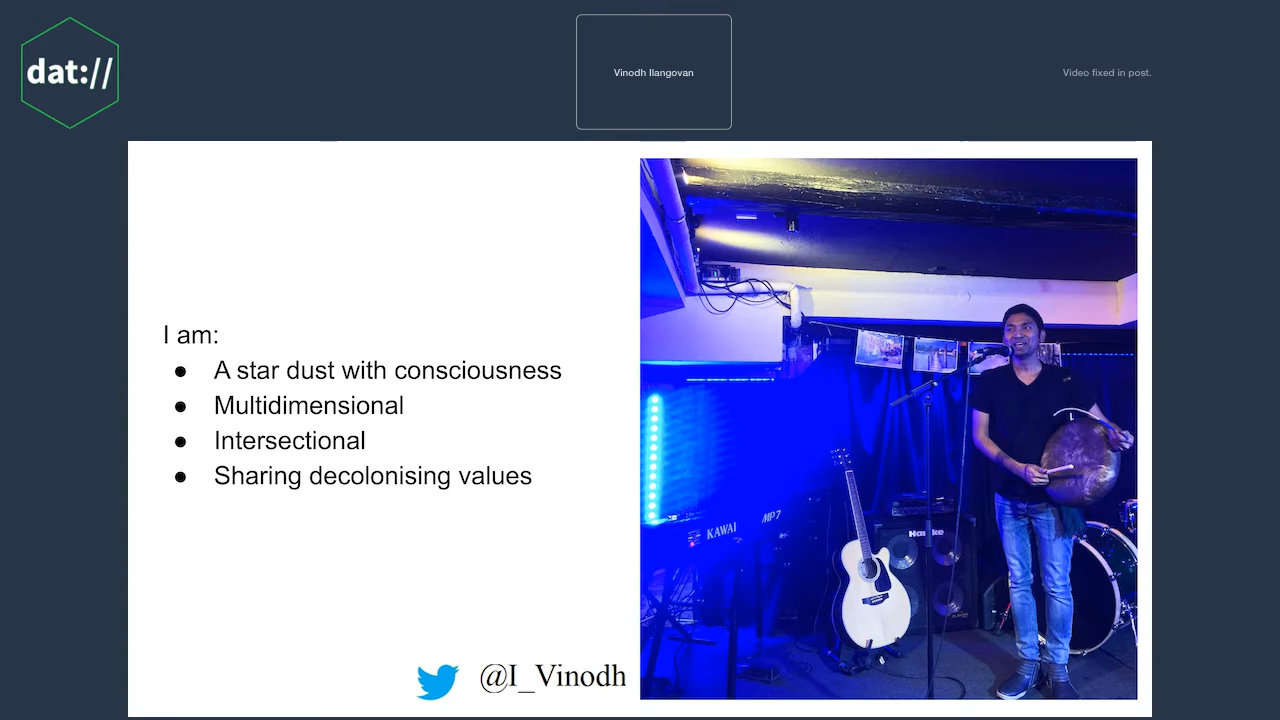 dat://
Vinodh Ilangovan
Video fixed in post.
I am:
● A star dust with consciousness
● Multidimensional
● Intersectional
● Sharing decolonising values
KAWAI
MP7
@I_Vinodh